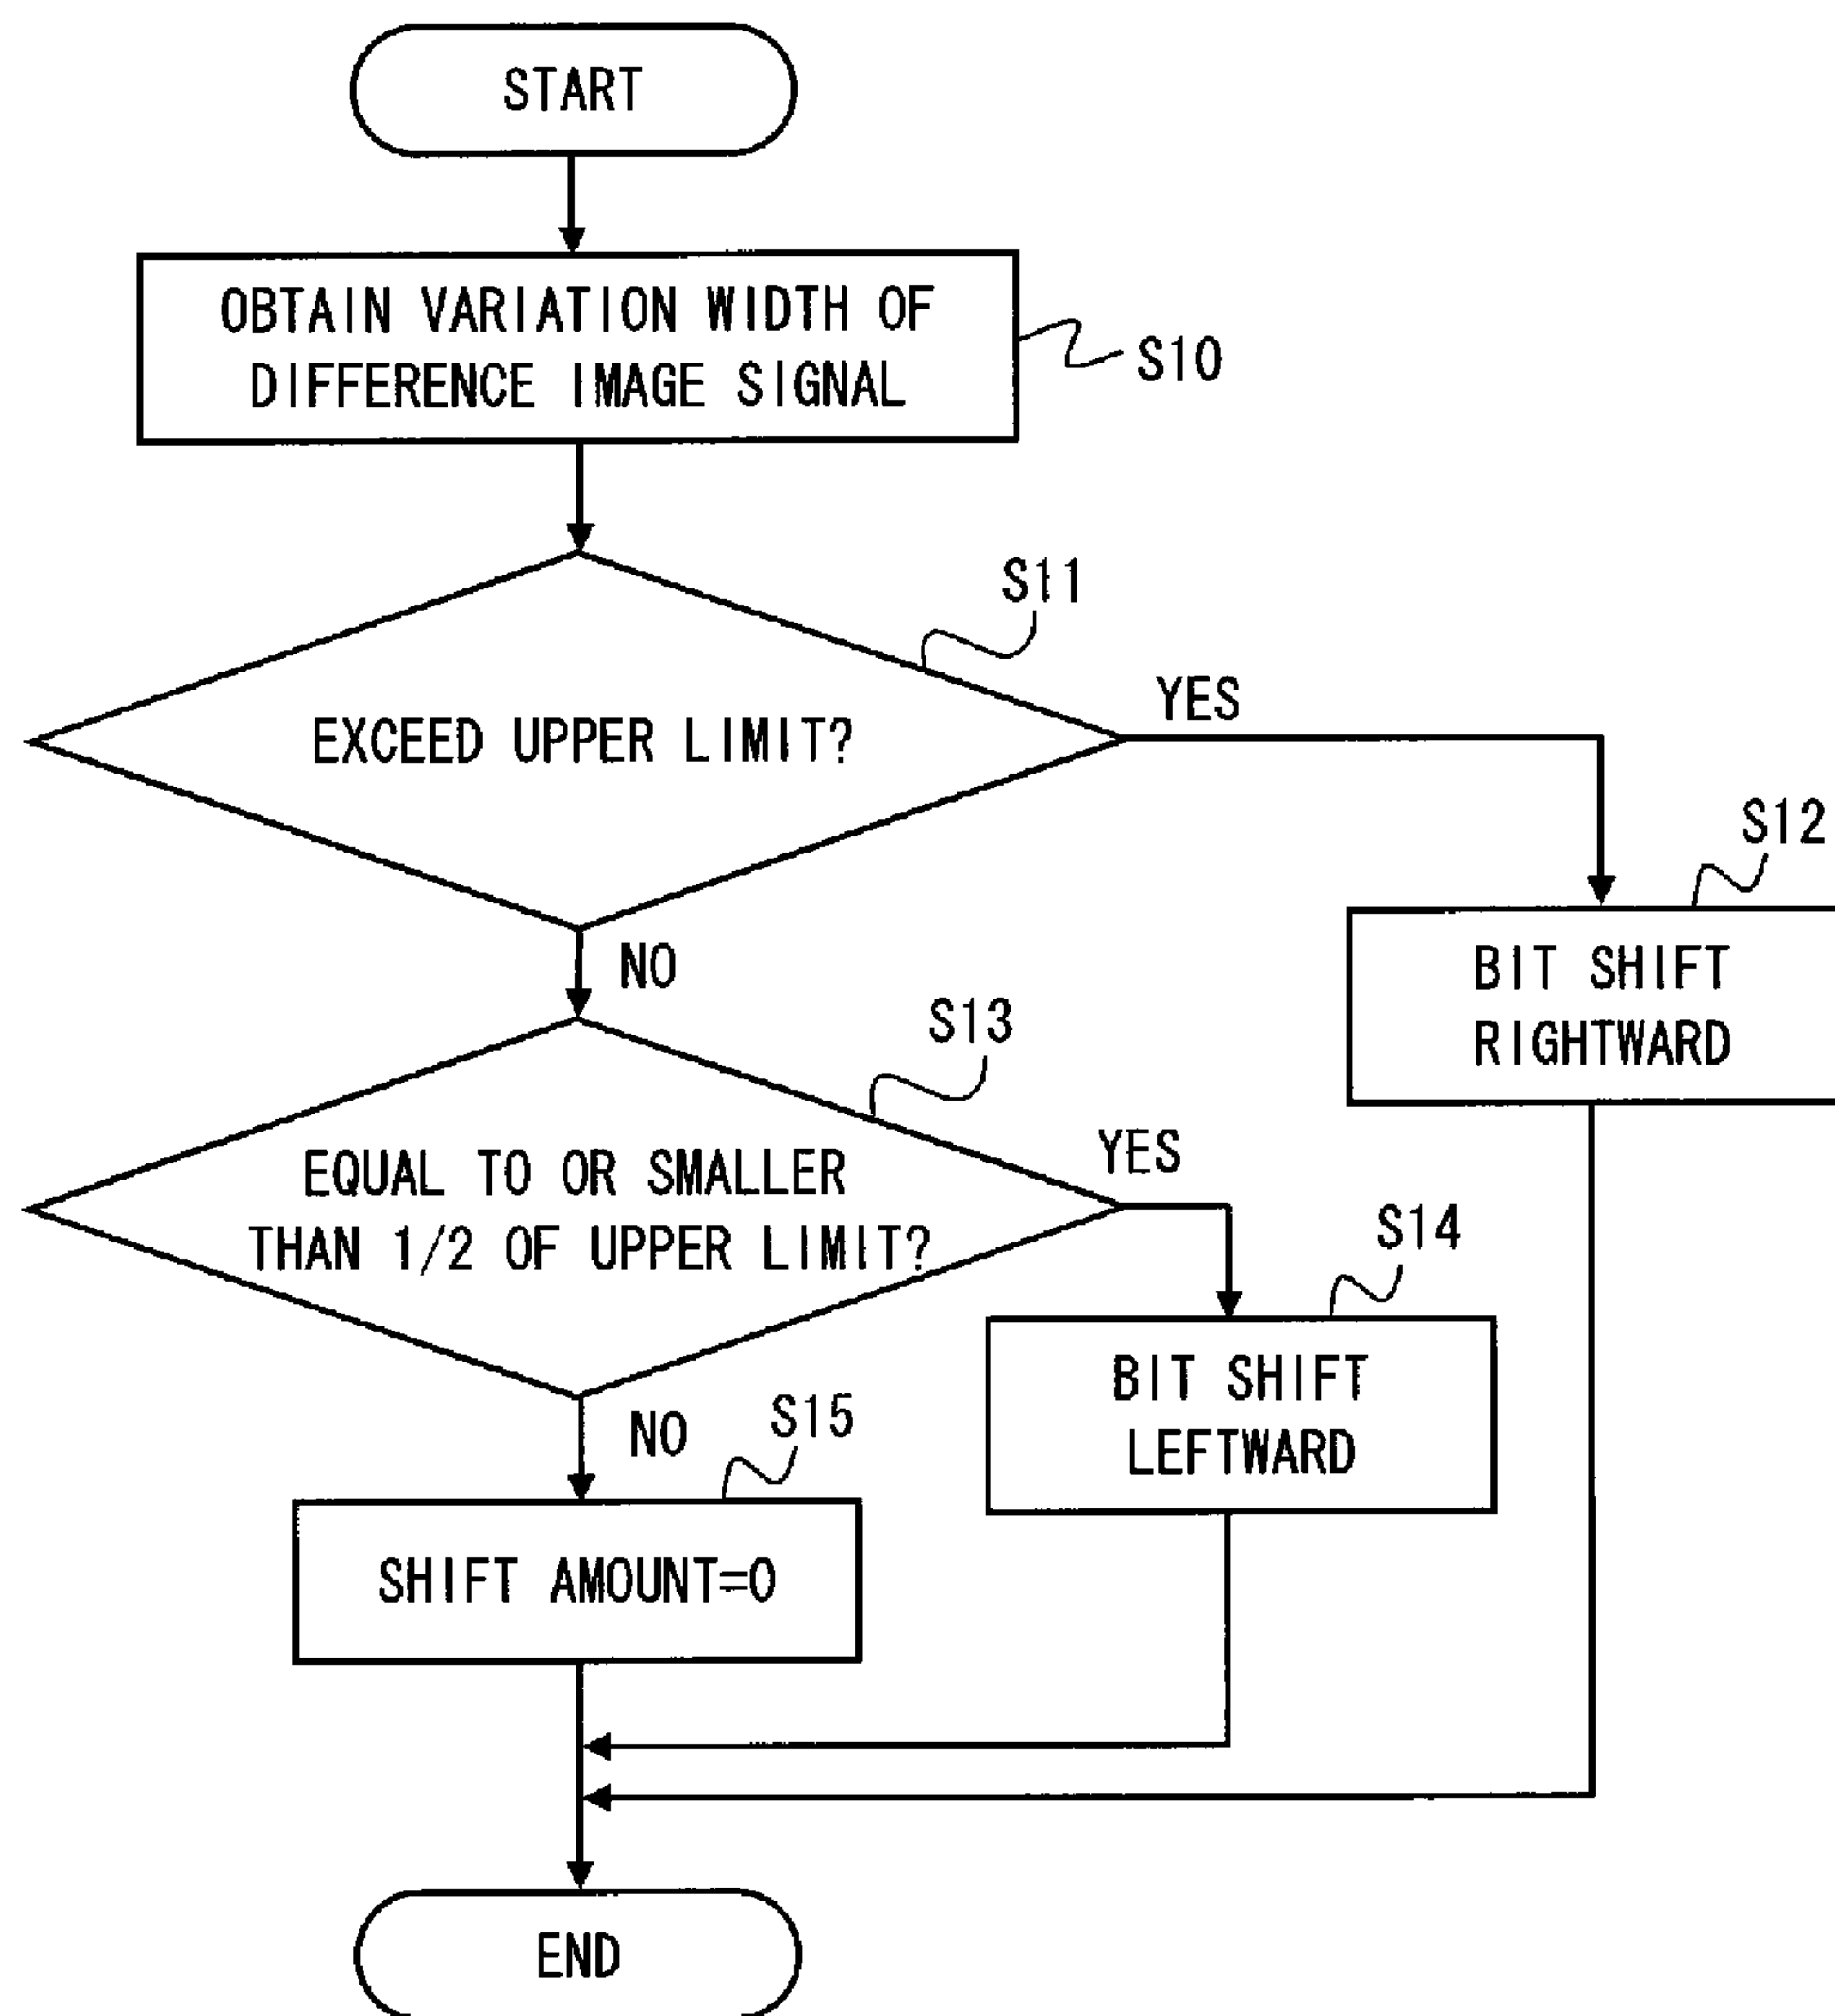 START
OBTAIN VARIATION WIDTH OF
DIFFERENCE IMAGE SIGNAL
S10
S11
EXCEED UPPER LIMIT?
YES
S12
BIT SHIFT
RIGHTWARD
NO
S13
EQUAL TO OR SMALLER
THAN 1/2 OF UPPER LIMIT?
YES
S14
BIT SHIFT
LEFTWARD
NO
S15
SHIFT AMOUNT=0
END